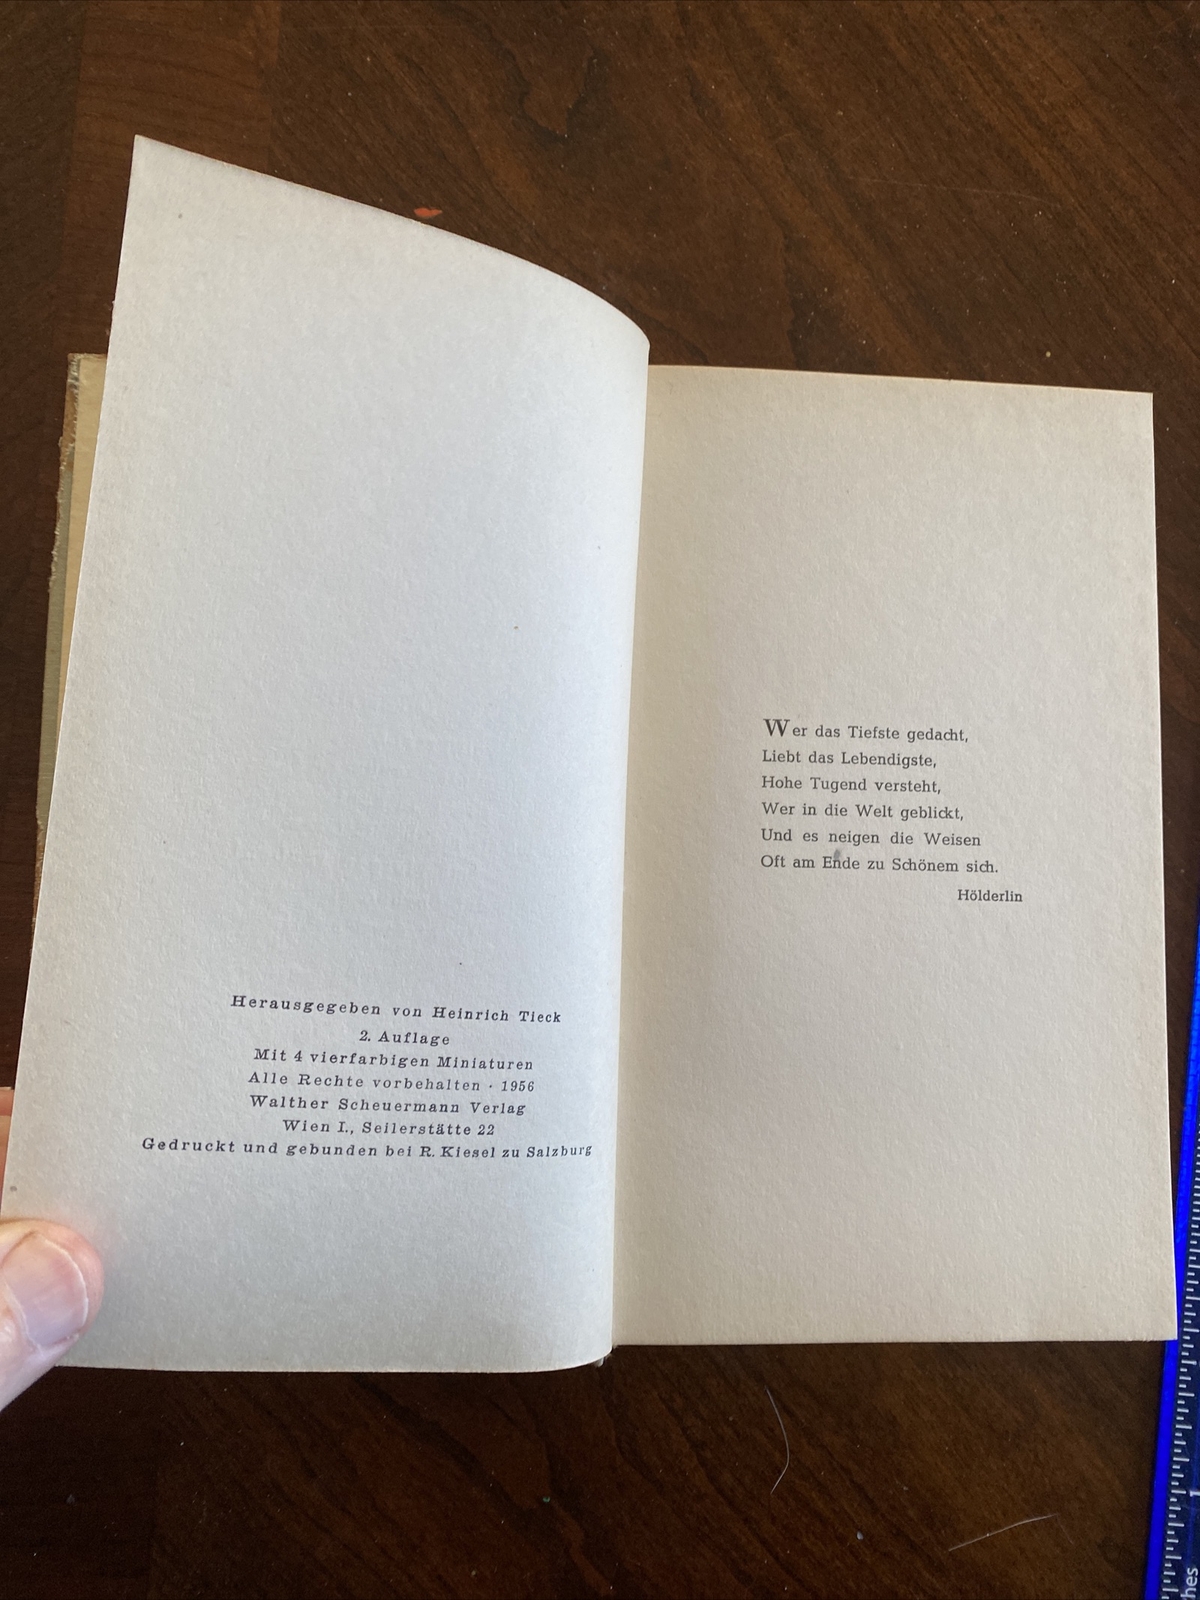 Herausgegeben von Heinrich Tieck
2. Auflage
Mit 4 vierfarbigen Miniaturen
Alle Rechte vorbehalten · 1956
Walther Scheuermann Verlag
Wien I., Seilerstätte 22
Gedruckt und gebunden bei R. Kiesel zu Salzburg
Wer das Tiefste gedacht,
Liebt das Lebendigste,
Hohe Tugend versteht,
Wer in die Welt geblickt,
Und es neigen die Weisen
Oft am Ende zu Schönem sich.
Hölderlin
1